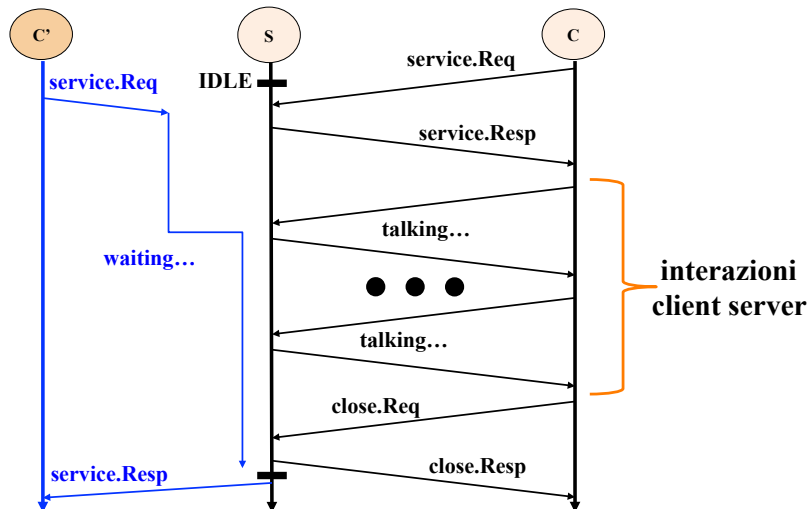 C’
S
C
service.Req
IDLE
service.Req
service.Resp
talking…
waiting…
interazioni
client server
talking…
close.Req
service.Resp
close.Resp